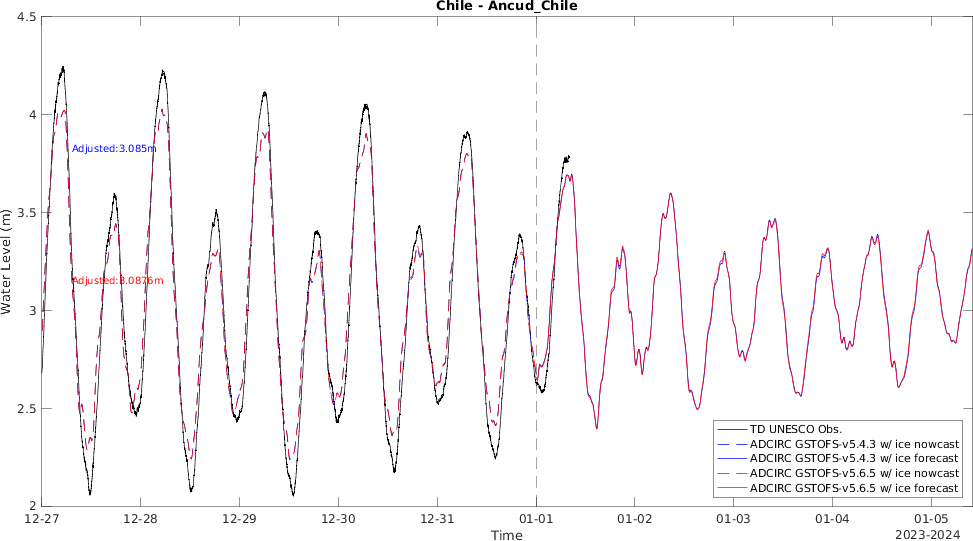 Chile - Ancud_Chile
4.5
4
3.5
3
2.5
2
Water Level (m)
Adjusted:3.085m
Adjusted:3.0876m
TD UNESCO Obs.
ADCIRC GSTOFS-v5.4.3 w/ ice nowcast
ADCIRC GSTOFS-v5.4.3 w/ ice forecast
ADCIRC GSTOFS-v5.6.5 w/ ice nowcast
ADCIRC GSTOFS-v5.6.5 w/ ice forecast
12-27 12-28 12-29 12-30 12-31 01-01 01-02 01-03 01-04 01-05
Time
2023-2024